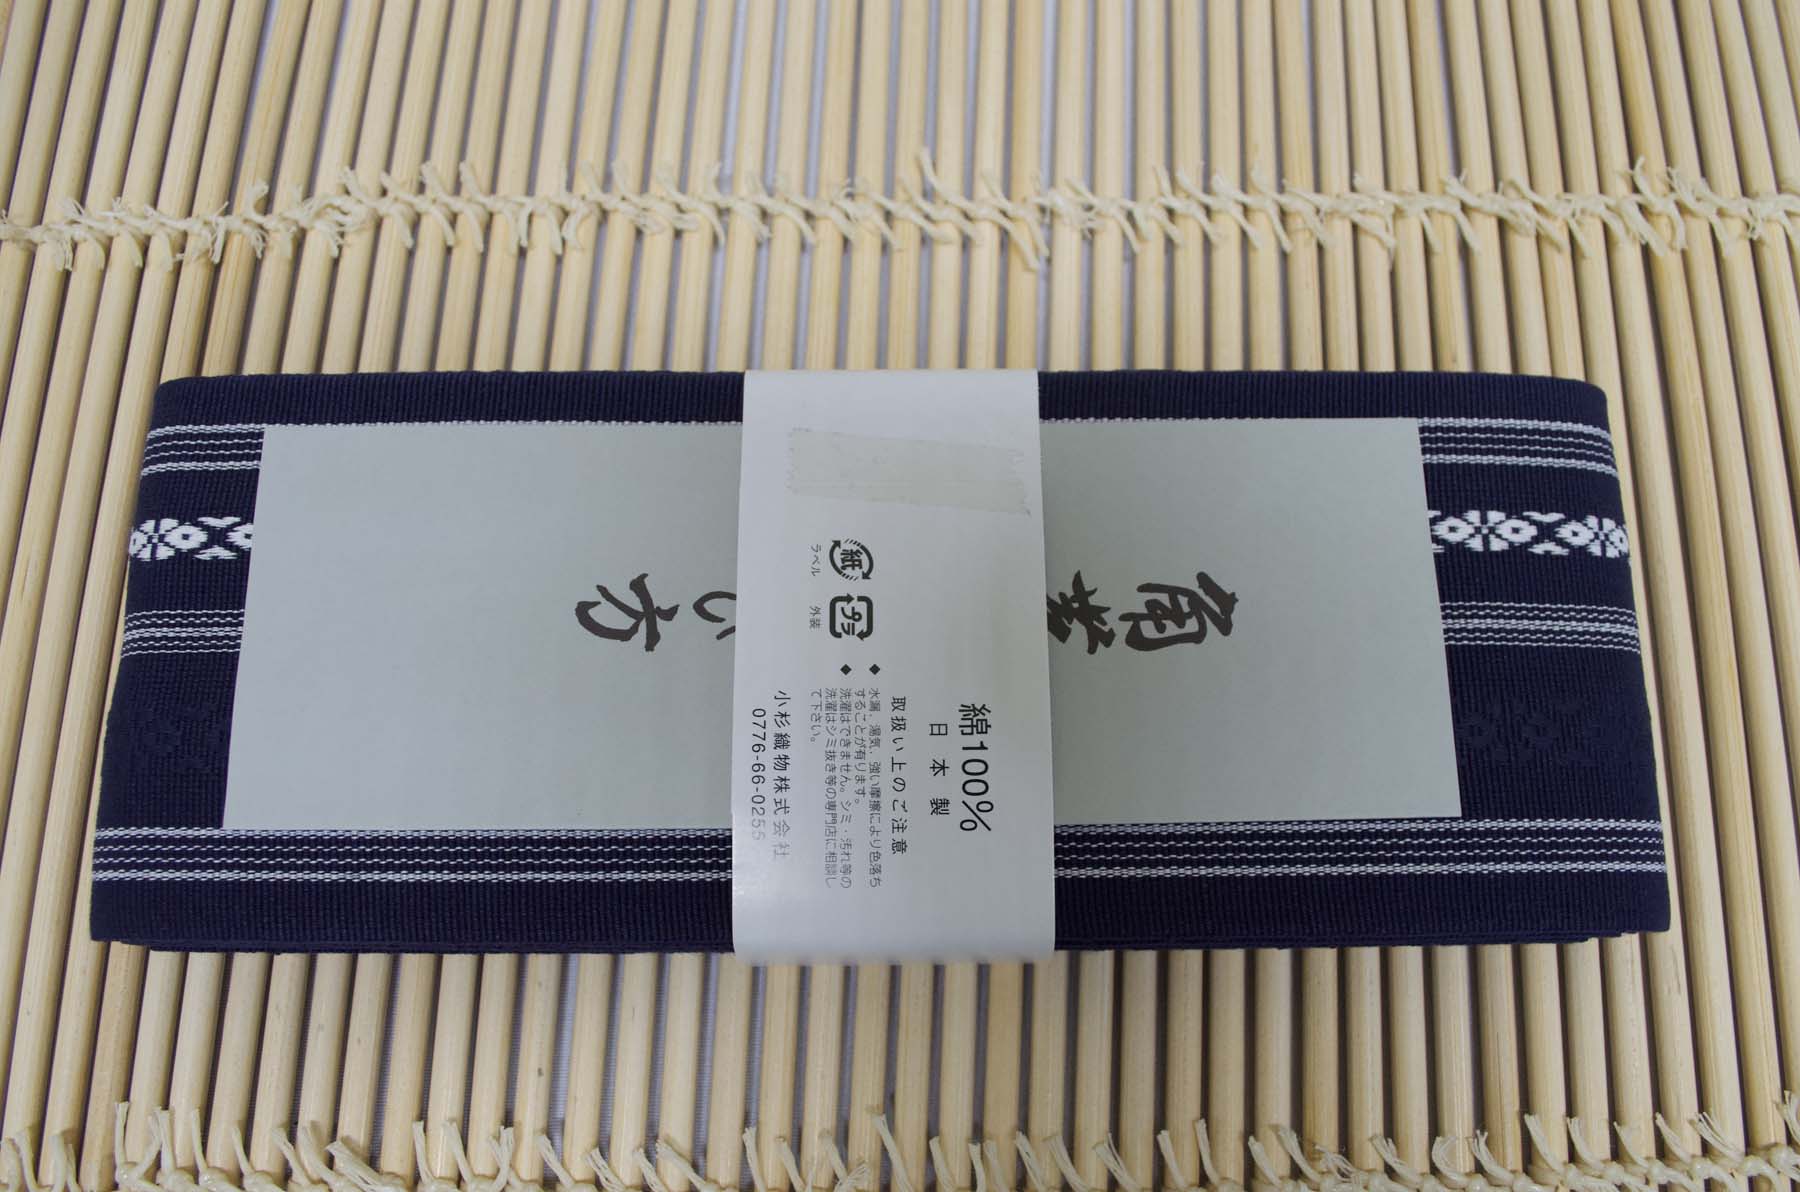 角帯
い方
綿100%
日本製
取扱い上のご注意
◆水濡、湯気、強い摩擦により色落ち
することが有ります。
◆洗濯はできません。シミ・汚れ等の
洗濯はシミ抜き等の専門店に相談し
て下さい。
小杉織物株式会社
0776-66-0255
紙
ラベル
プラ
外装